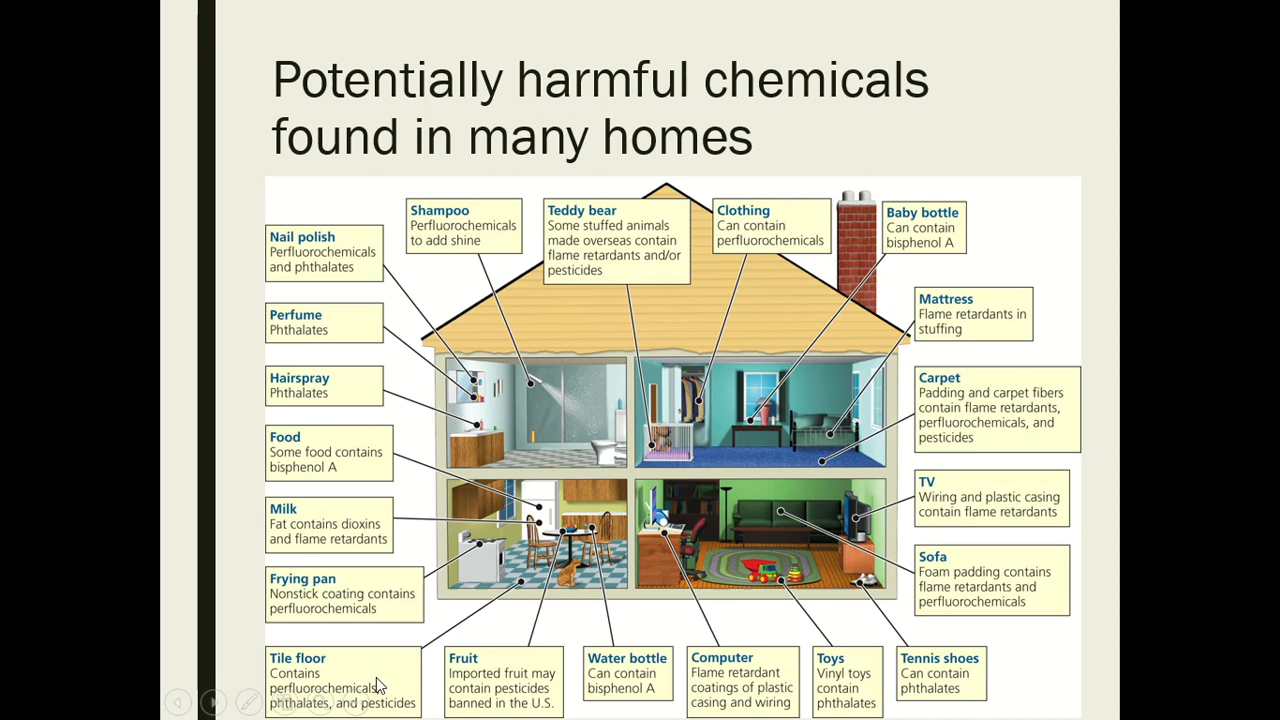 Potentially harmful chemicals
found in many homes
Shampoo
Perfluorochemicals
to add shine
Teddy bear
Some stuffed animals
made overseas contain
flame retardants and/or
pesticides
Clothing
Can contain
perfluorochemicals
Baby bottle
Can contain
bisphenol A
Nail polish
Perfluorochemicals
and phthalates
Perfume
Phthalates
Hairspray
Phthalates
Food
Some food contains
bisphenol A
Milk
Fat contains dioxins
and flame retardants
Frying pan
Nonstick coating contains
perfluorochemicals
Tile floor
Contains
perfluorochemicals,
phthalates, and pesticides
Fruit
Imported fruit may
contain pesticides
banned in the U.S.
Water bottle
Can contain
bisphenol A
Computer
Flame retardant
coatings of plastic
casing and wiring
Toys
Vinyl toys
contain
phthalates
Tennis shoes
Can contain
phthalates
Mattress
Flame retardants in
stuffing
Carpet
Padding and carpet fibers
contain flame retardants,
perfluorochemicals, and
pesticides
TV
Wiring and plastic casing
contain flame retardants
Sofa
Foam padding contains
flame retardants and
perfluorochemicals